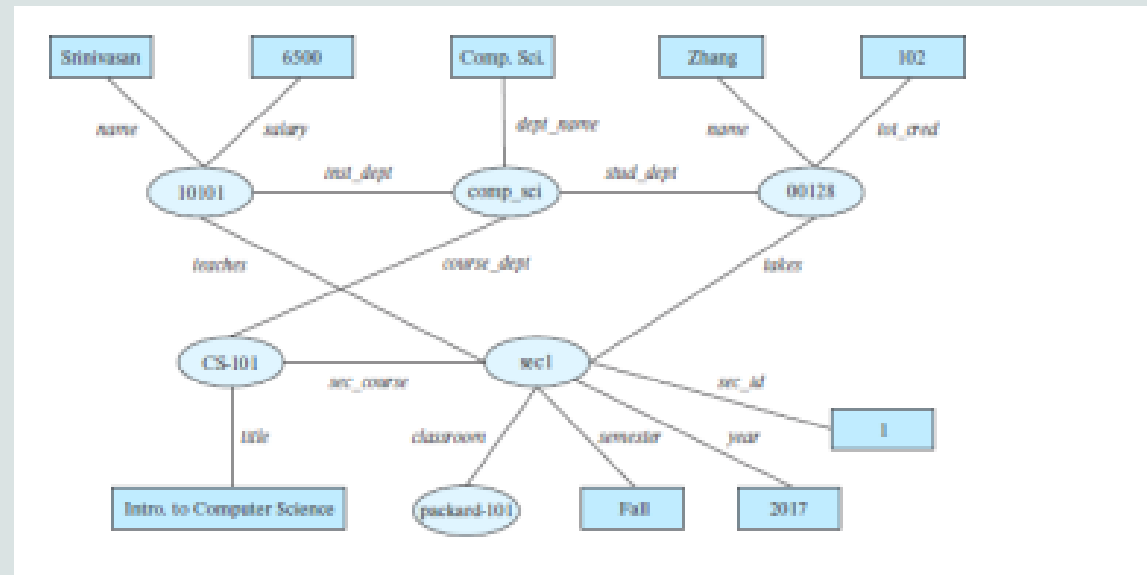 Srinivasan
6500
Comp. Sci.
Zhang
102
name
salary
dept_name
name
tot_cred
inst_dept
stud_dept
10101
comp_sci
00128
teaches
course_dept
takes
CS-101
sec1
sec_course
sec_id
title
classroom
semester
year
1
Intro. to Computer Science
packard-101
Fall
2017